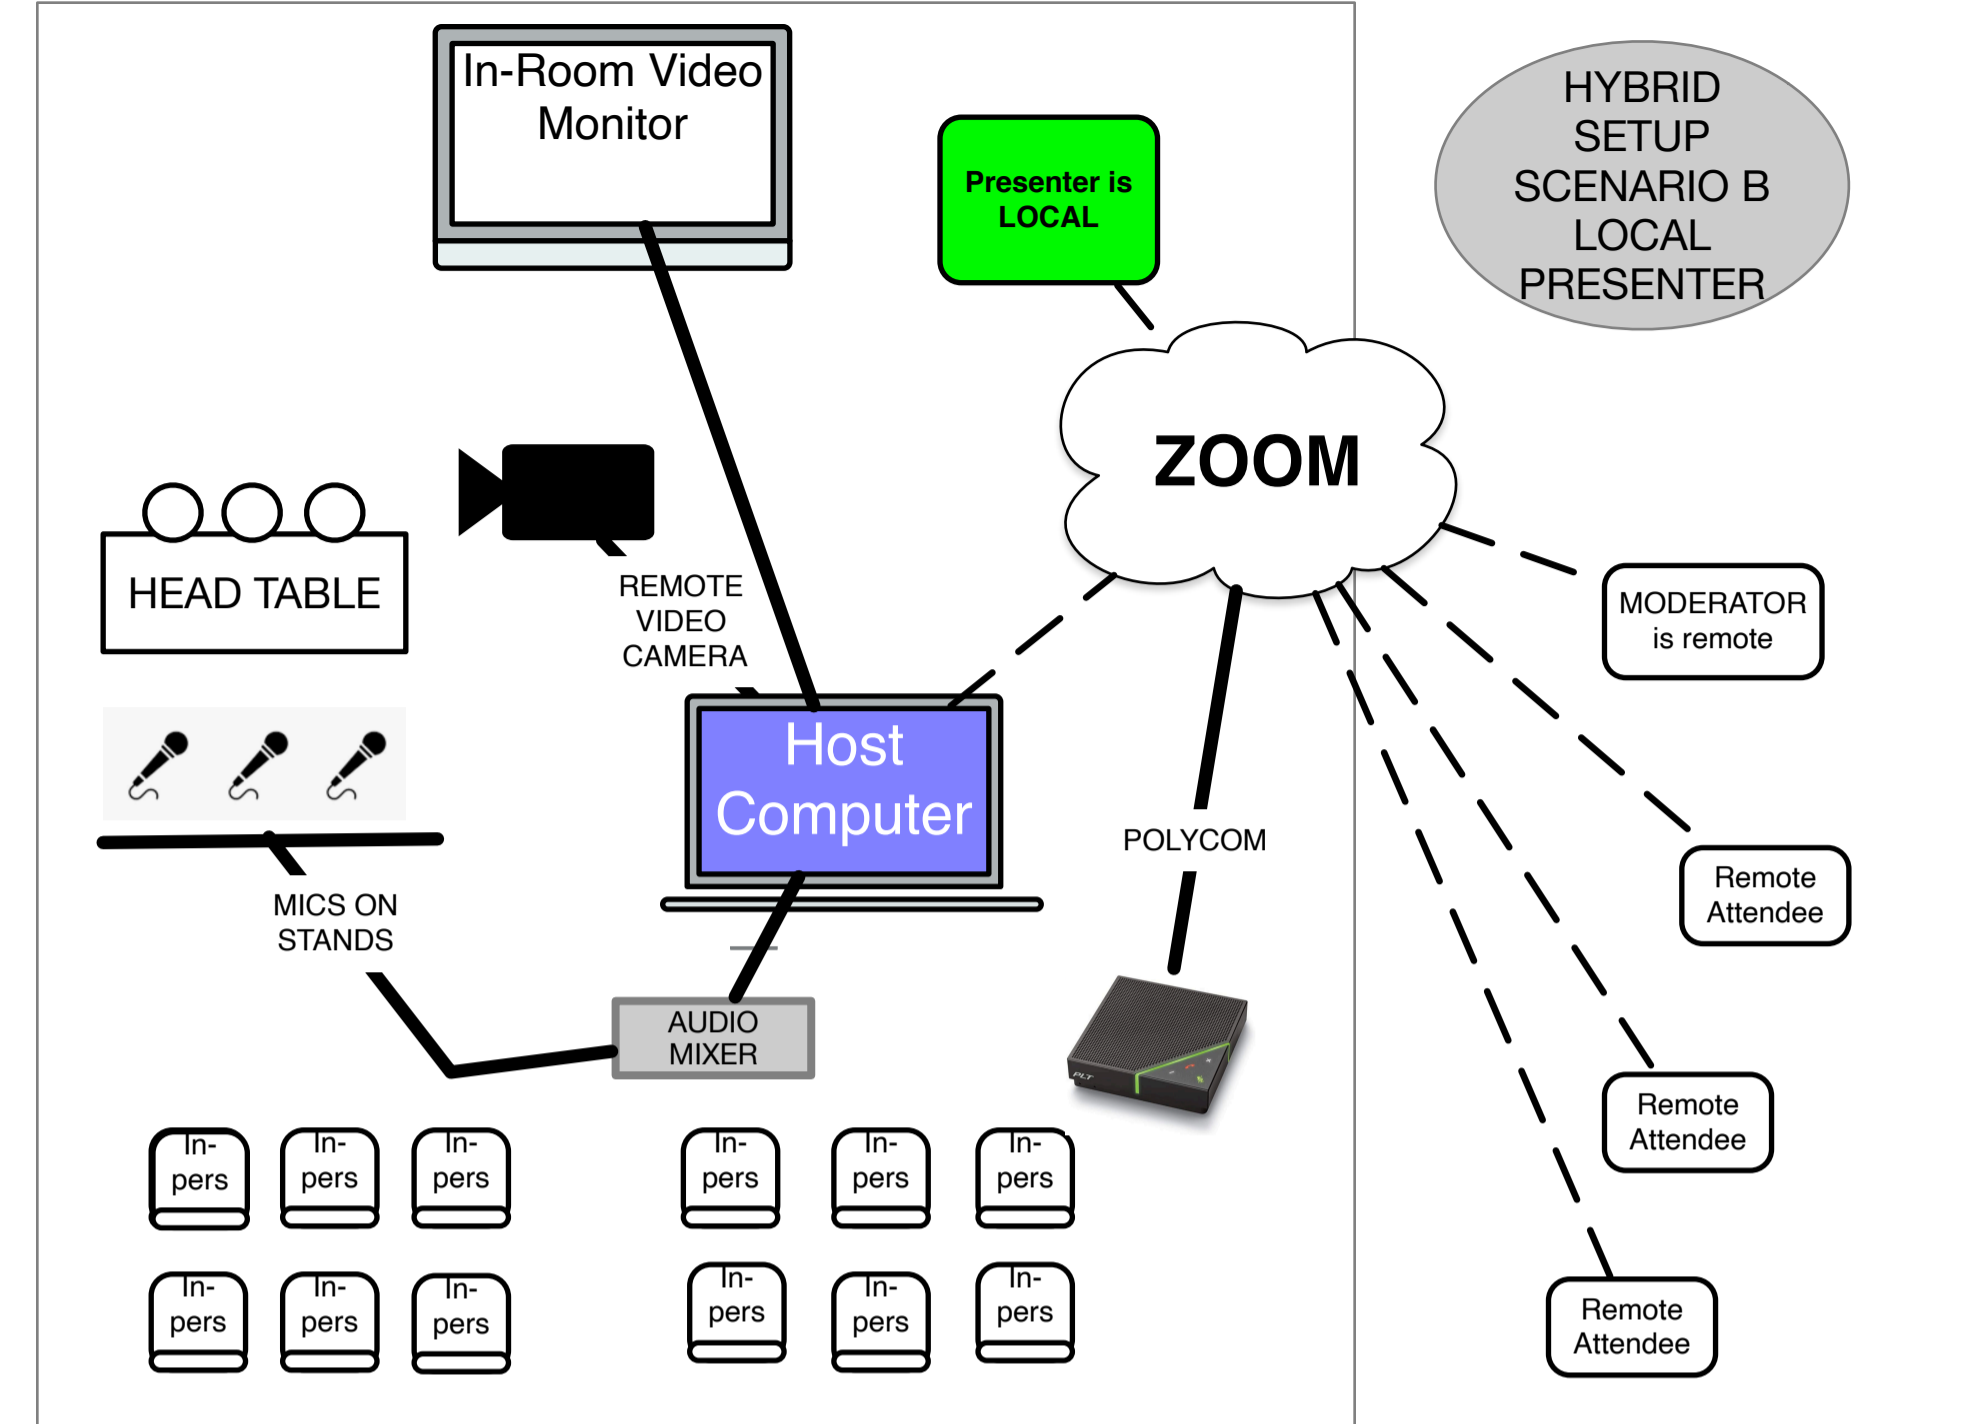 In-Room Video
Monitor
Presenter is
LOCAL
HYBRID
SETUP
SCENARIO B
LOCAL
PRESENTER
ZOOM
HEAD TABLE
REMOTE
VIDEO
CAMERA
MODERATOR
is remote
Host
Computer
POLYCOM
MICS ON
STANDS
Remote
Attendee
AUDIO
MIXER
PLT
Remote
Attendee
In-
pers
In-
pers
In-
pers
In-
pers
In-
pers
In-
pers
In-
pers
In-
pers
In-
pers
In-
pers
In-
pers
In-
pers
Remote
Attendee